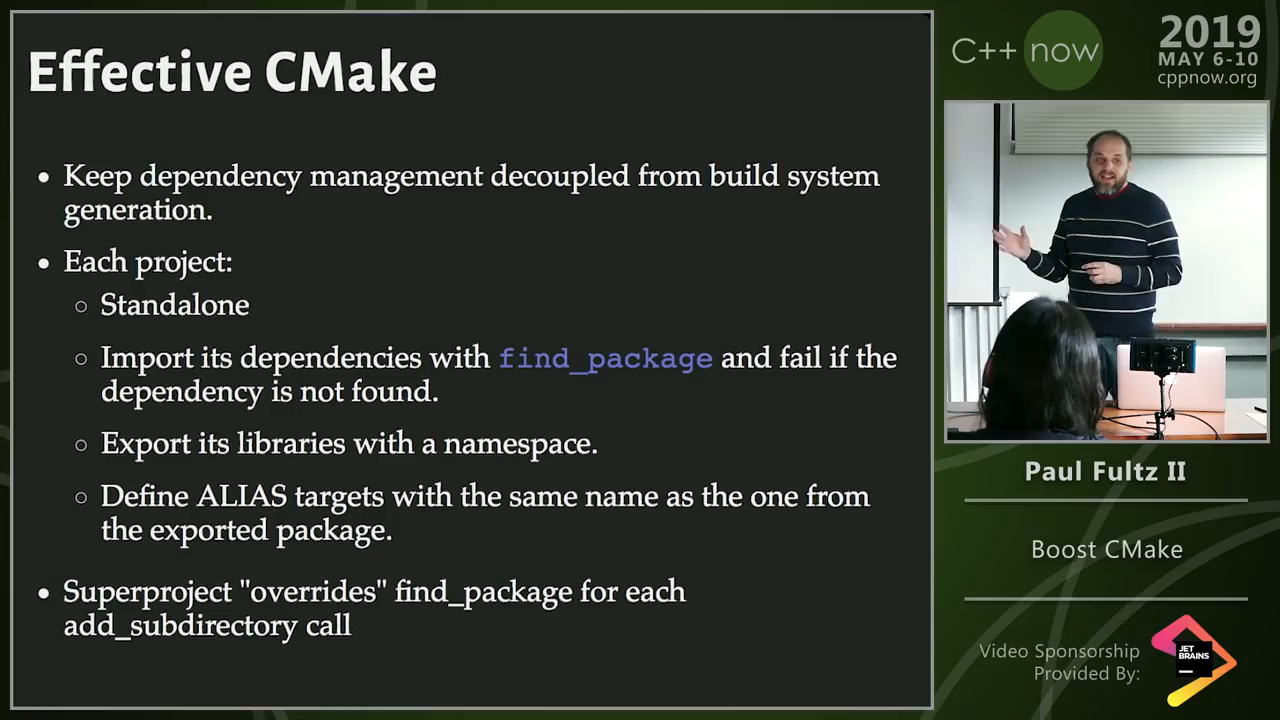 Effective CMake
• Keep dependency management decoupled from build system
generation.
• Each project:
○ Standalone
○ Import its dependencies with find_package and fail if the
dependency is not found.
○ Export its libraries with a namespace.
○ Define ALIAS targets with the same name as the one from
the exported package.
• Superproject "overrides" find_package for each
add_subdirectory call
C++ now
2019
MAY 6-10
cppnow.org
Paul Fultz II
Boost CMake
Video Sponsorship
Provided By:
JET
BRAINS